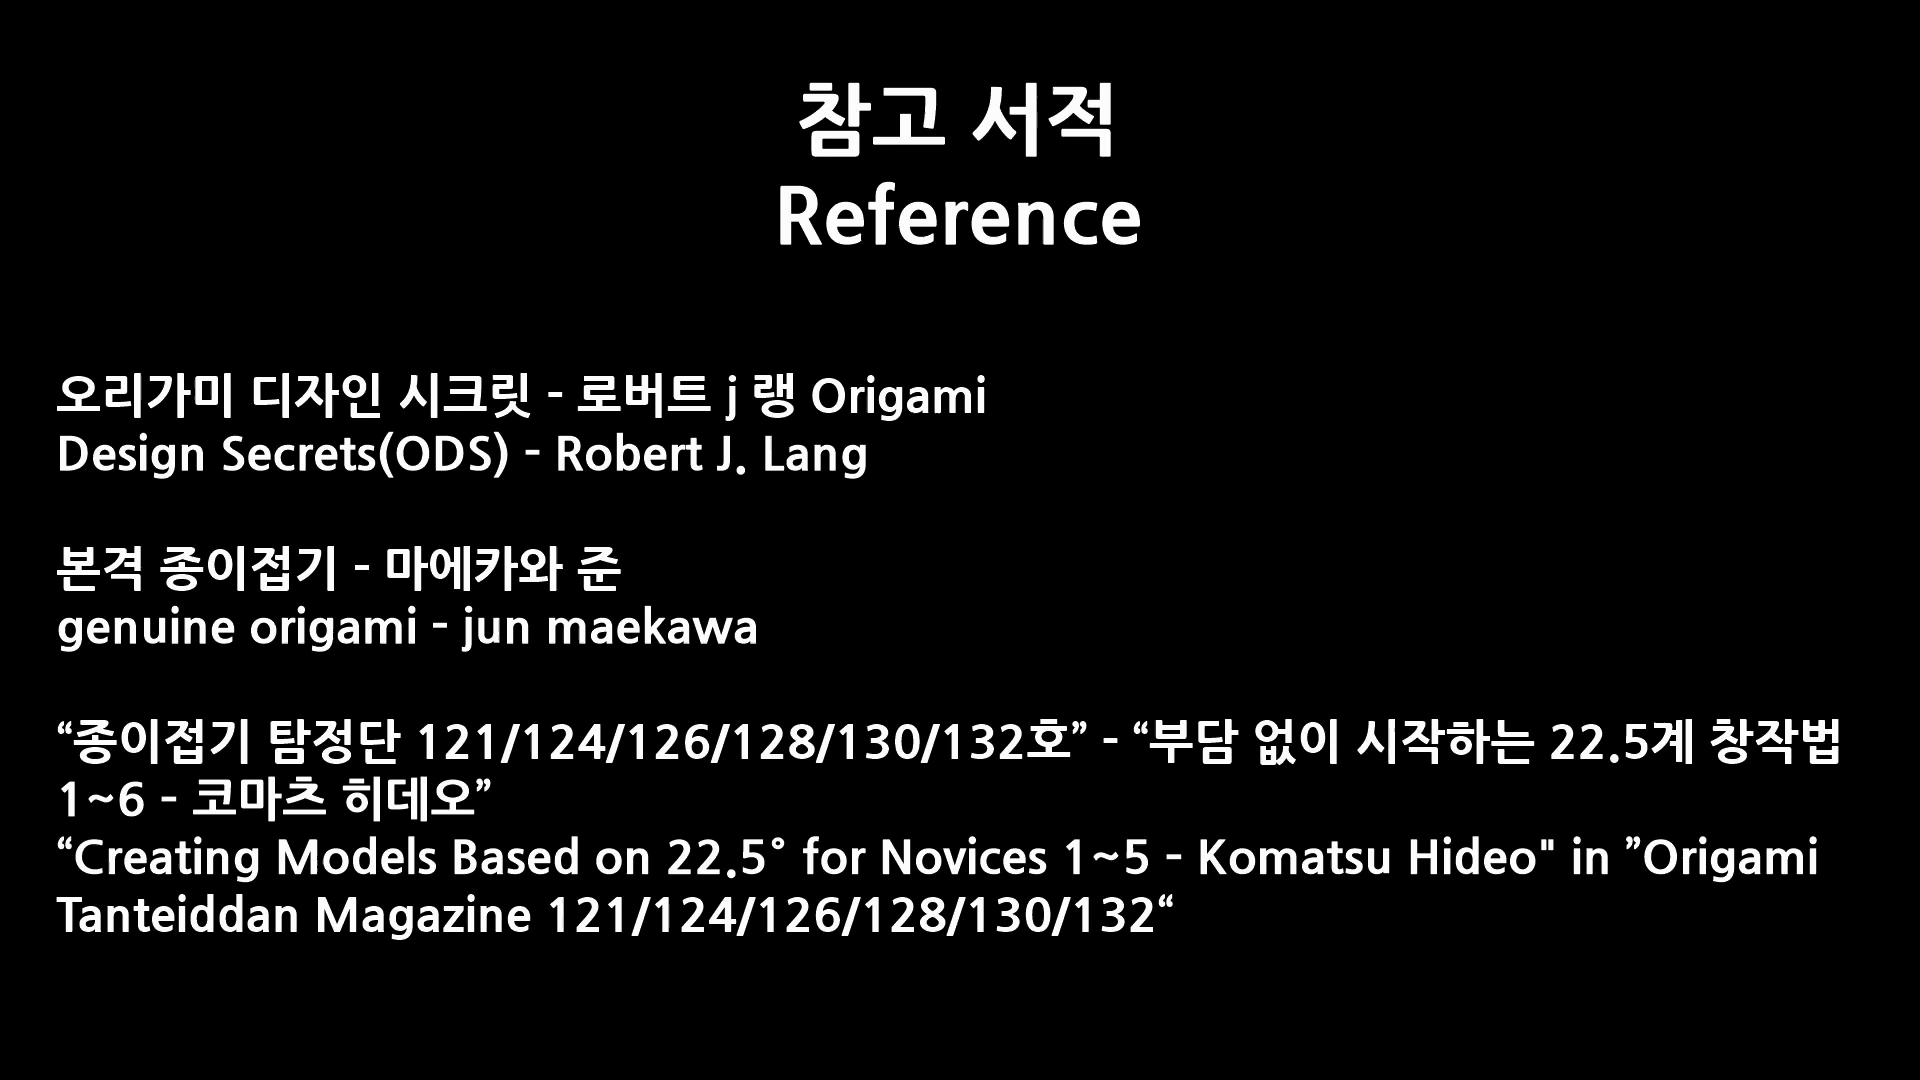 참고 서적
Reference
오리가미 디자인 시크릿 - 로버트 j 랭 Origami
Design Secrets(ODS) - Robert J. Lang
본격 종이접기 - 마에카와 준
genuine origami - jun maekawa
“종이접기 탐정단 121/124/126/128/130/132호” - “부담 없이 시작하는 22.5계 창작법
1~6 - 코마츠 히데오”
“Creating Models Based on 22.5° for Novices 1~5 - Komatsu Hideo" in ”Origami
Tanteiddan Magazine 121/124/126/128/130/132“